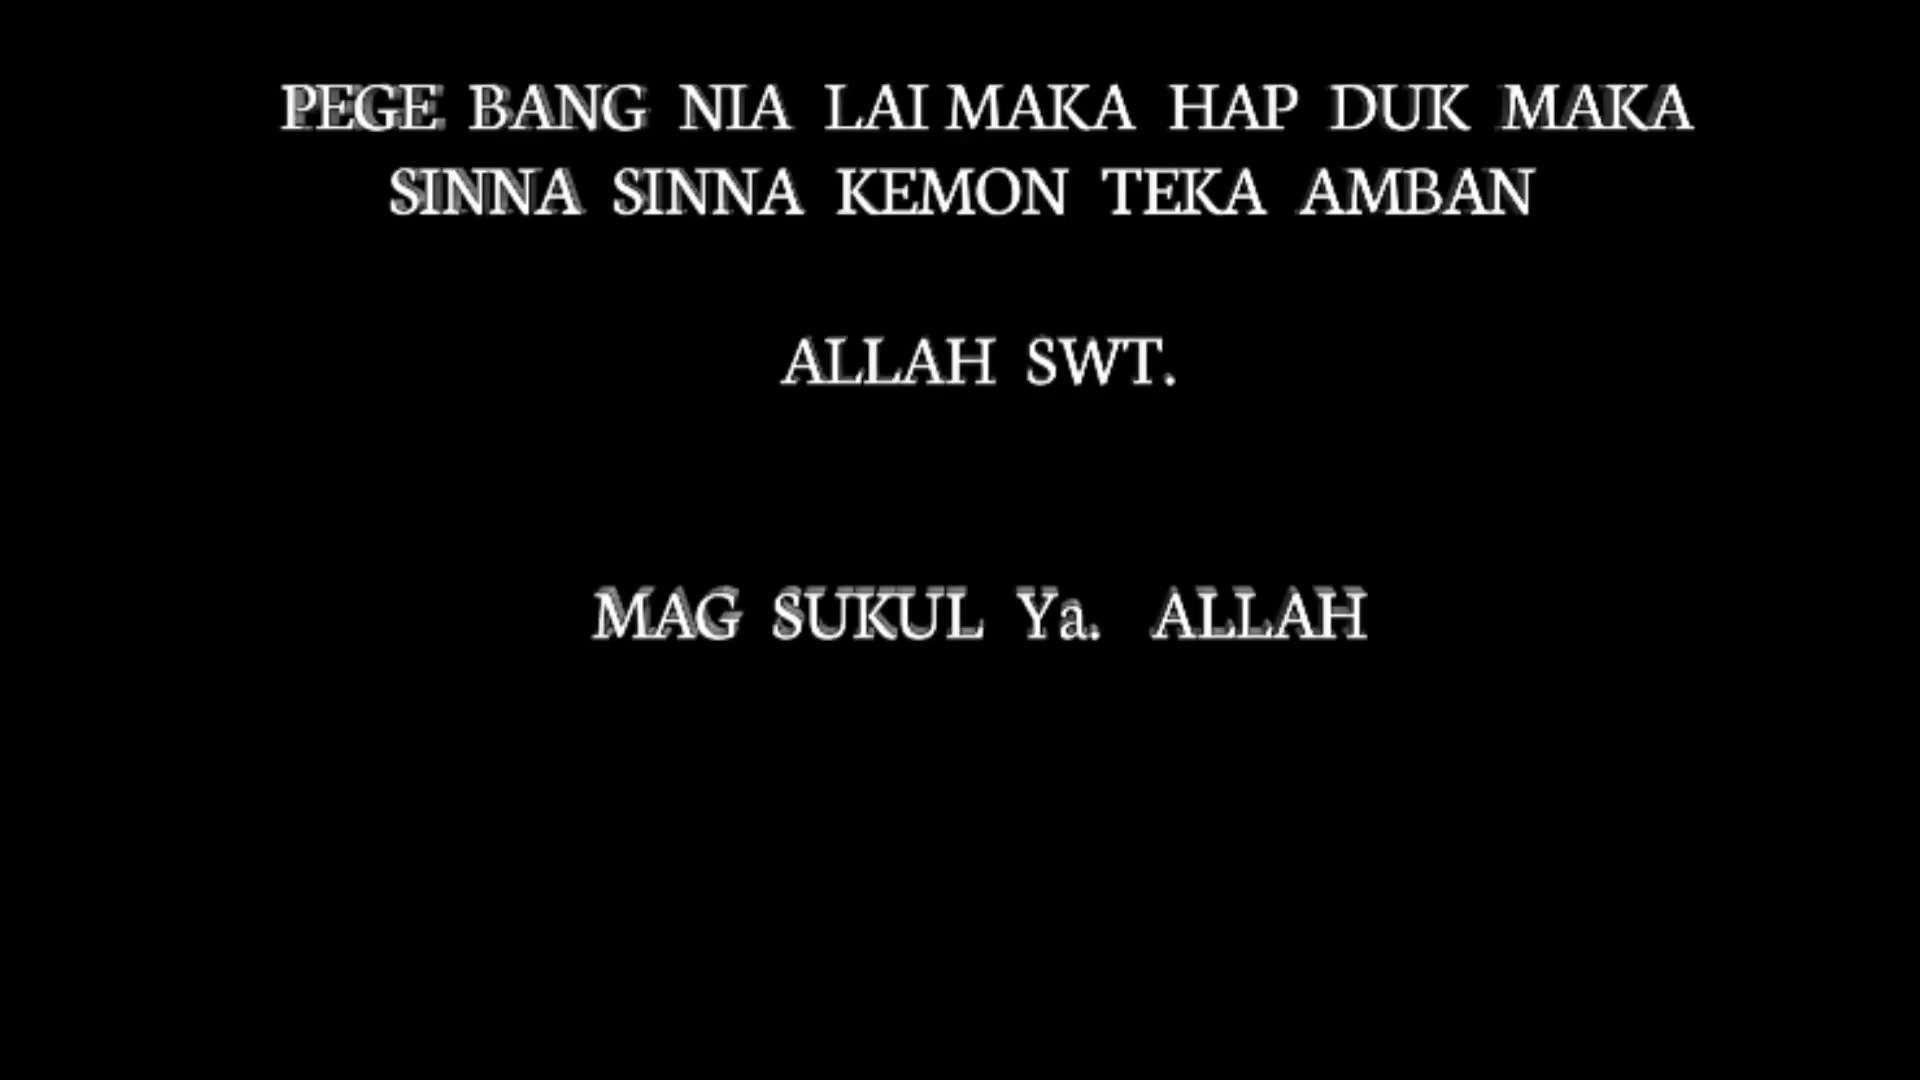 PEGE BANG NIA LAI MAKA HAP DUK MAKA
SINNA SINNA KEMON TEKA AMBAN
ALLAH SWT.
MAG SUKUL Ya. ALLAH